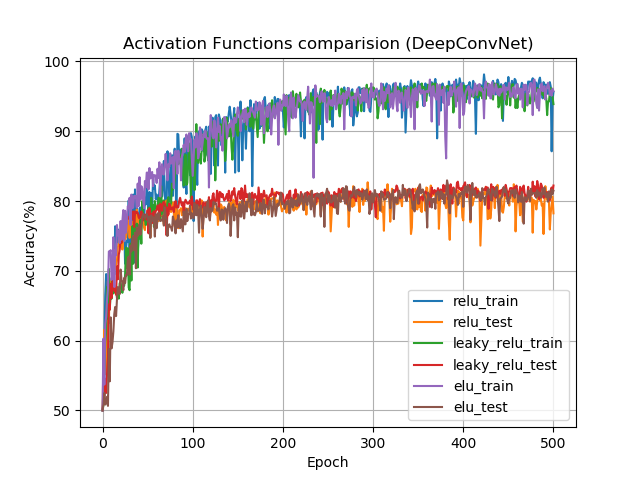 Activation Functions comparision (DeepConvNet)
Accuracy(%)
100
90
80
70
60
50
0
100
200
300
400
500
Epoch
relu_train
relu_test
leaky_relu_train
leaky_relu_test
elu_train
elu_test